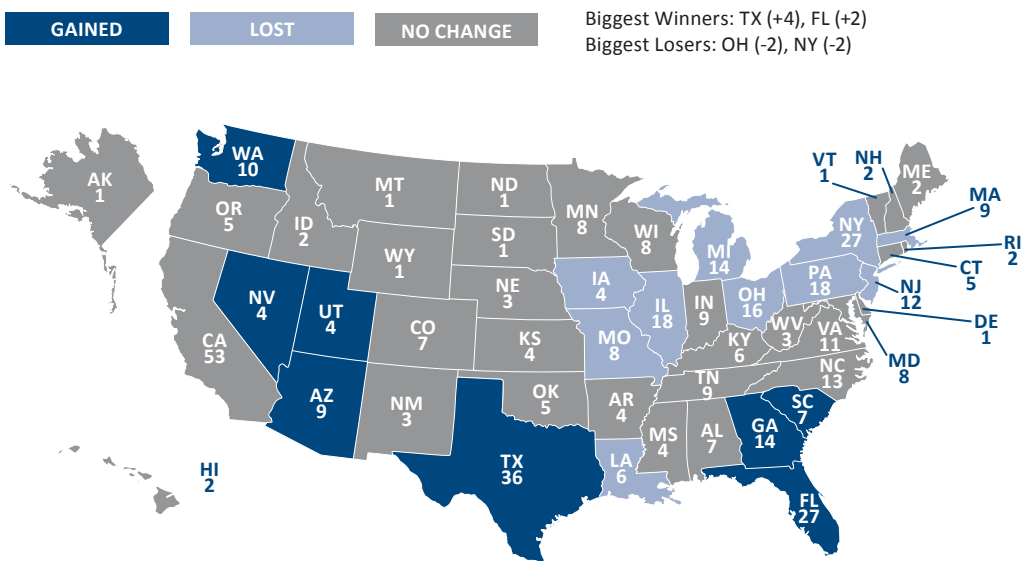 GAINED
LOST
NO CHANGE
Biggest Winners: TX (+4), FL (+2)
Biggest Losers: OH (-2), NY (-2)
WA
10
AK
1
OR
5
ID
2
MT
1
ND
1
MN
8
WI
8
MI
14
VT
1
NH
2
ME
2
NY
27
MA
9
RI
2
CT
5
NJ
12
DE
1
MD
8
SD
1
WY
1
NE
3
IA
4
IL
18
IN
9
OH
16
PA
18
NV
4
UT
4
CO
7
KS
4
MO
8
KY
6
WV
3
VA
11
CA
53
AZ
9
NM
3
OK
5
AR
4
TN
9
NC
13
SC
7
GA
14
AL
7
MS
4
LA
6
TX
36
FL
27
HI
2